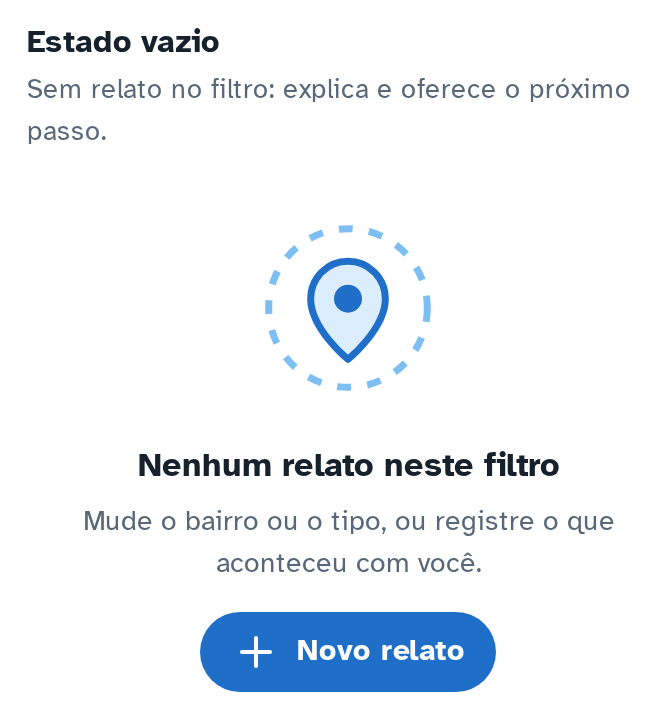 Estado vazio
Sem relato no filtro: explica e oferece o próximo
passo.
Nenhum relato neste filtro
Mude o bairro ou o tipo, ou registre o que
aconteceu com você.
Novo relato